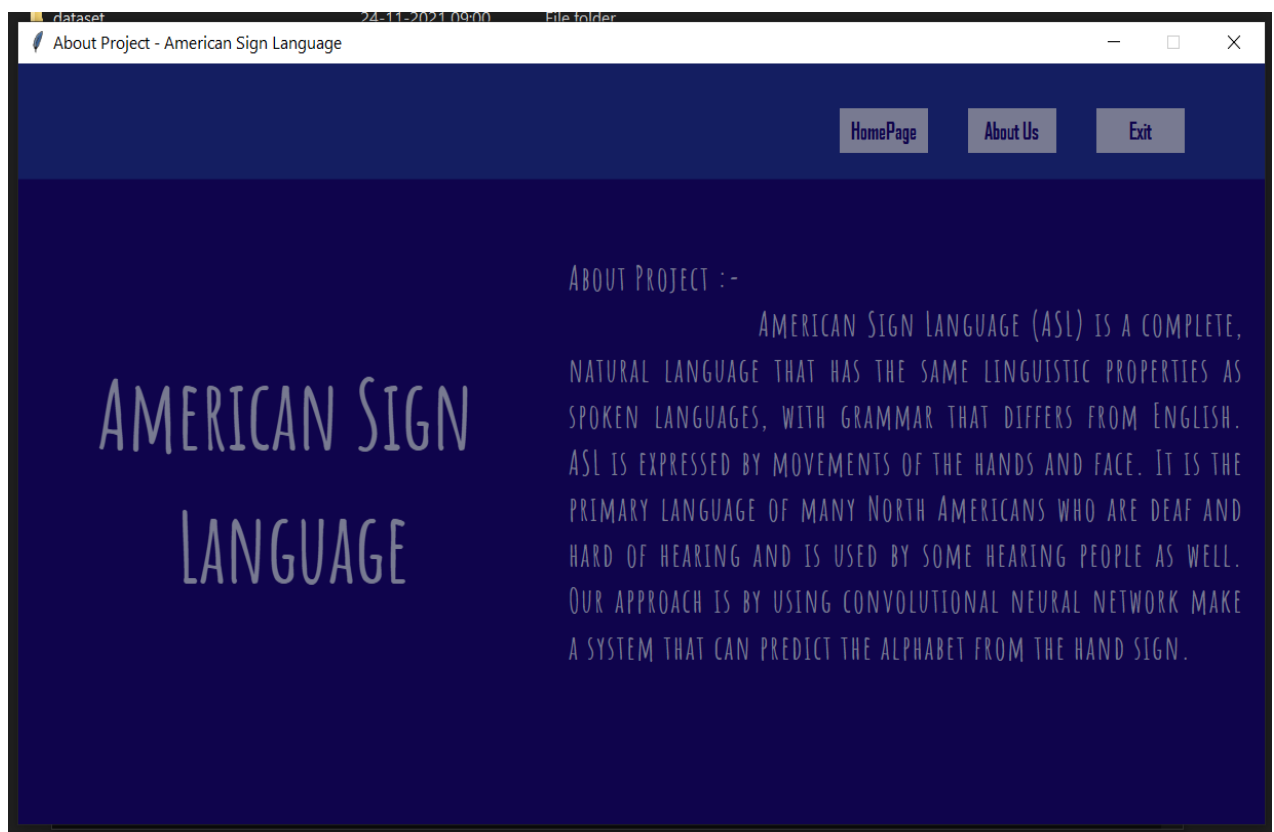 dataset 24-11-2021 09:00 File folder
About Project - American Sign Language
HomePage About Us Exit
About Project :-
American Sign Language (ASL) is a complete,
natural language that has the same linguistic properties as
spoken languages, with grammar that differs from English.
ASL is expressed by movements of the hands and face. It is the
primary language of many North Americans who are deaf and
hard of hearing and is used by some hearing people as well.
Our approach is by using convolutional neural network make
a system that can predict the alphabet from the hand sign.
American Sign
Language